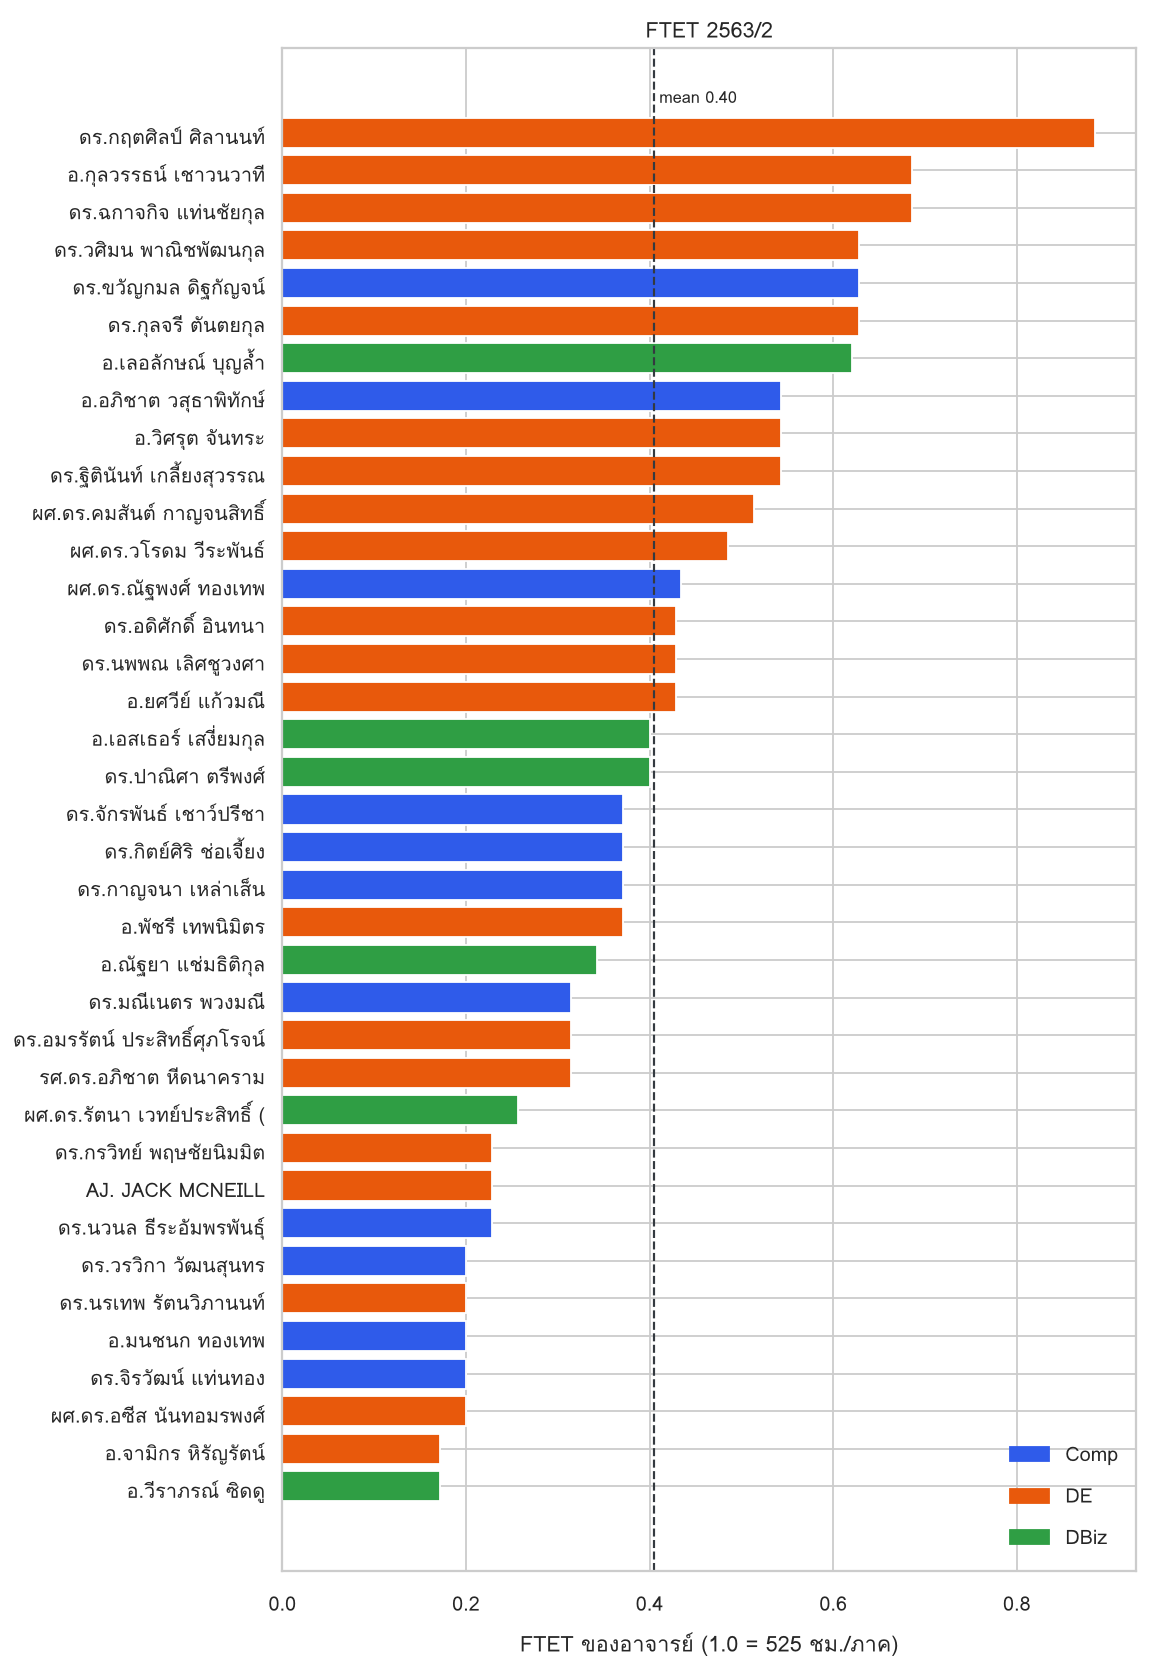 FTET 2563/2
mean 0.40
ดร.กฤตศิลป์ ศิลานนท์
อ.กุลวรรธน์ เชาวนวาที
ดร.ฉกาจกิจ แท่นชัยกุล
ดร.วศิมน พาณิชพัฒนกุล
ดร.ขวัญกมล ดิฐกัญจน์
ดร.กุลจรี ตันตยกุล
อ.เลอลักษณ์ บุญล้ำ
อ.อภิชาต วสุธาพิทักษ์
อ.วิศรุต จันทระ
ดร.ฐิตินันท์ เกลี้ยงสุวรรณ
ผศ.ดร.คมสันต์ กาญจนสิทธิ์
ผศ.ดร.วโรดม วีระพันธ์
ผศ.ดร.ณัฐพงศ์ ทองเทพ
ดร.อดิศักดิ์ อินทนา
ดร.นพพณ เลิศชูวงศา
อ.ยศวีย์ แก้วมณี
อ.เอสเธอร์ เสงี่ยมกุล
ดร.ปาณิศา ตรีพงศ์
ดร.จักรพันธ์ เชาว์ปรีชา
ดร.กิตย์ศิริ ช่อเจี้ยง
ดร.กาญจนา เหล่าเส็น
อ.พัชรี เทพนิมิตร
อ.ณัฐยา แช่มธิติกุล
ดร.มณีเนตร พวงมณี
ดร.อมรรัตน์ ประสิทธิ์ศุภโรจน์
รศ.ดร.อภิชาต หีดนาคราม
ผศ.ดร.รัตนา เวทย์ประสิทธิ์ (
ดร.กรวิทย์ พฤษชัยนิมมิต
AJ. JACK MCNEILL
ดร.นวนล ธีระอัมพรพันธุ์
ดร.วรวิกา วัฒนสุนทร
ดร.นรเทพ รัตนวิภานนท์
อ.มนชนก ทองเทพ
ดร.จิรวัฒน์ แท่นทอง
ผศ.ดร.อซีส นันทอมรพงศ์
อ.จามิกร หิรัญรัตน์
อ.วีราภรณ์ ซิดดู
Comp
DE
DBiz
0.0 0.2 0.4 0.6 0.8
FTET ของอาจารย์ (1.0 = 525 ชม./ภาค)